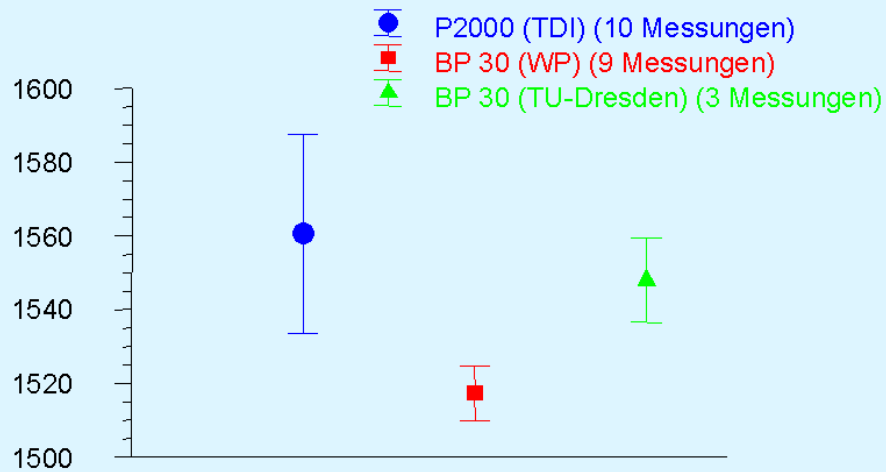 P2000 (TDI) (10 Messungen)
BP 30 (WP) (9 Messungen)
BP 30 (TU-Dresden) (3 Messungen)
1600
1580
1560
1540
1520
1500